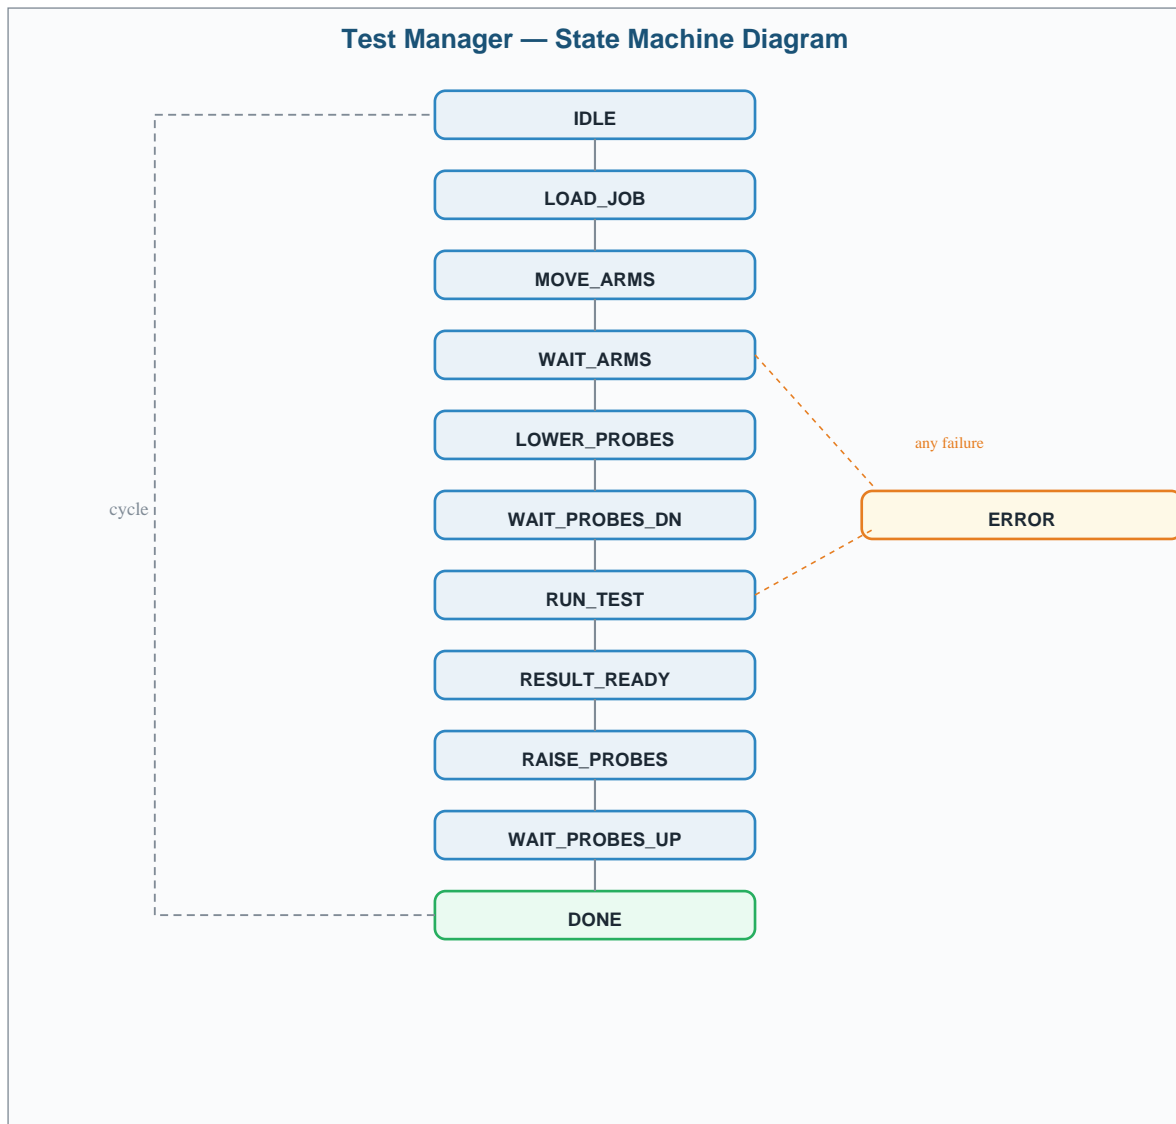 Test Manager — State Machine Diagram
IDLE
LOAD_JOB
MOVE_ARMS
WAIT_ARMS
LOWER_PROBES
any failure
cycle
WAIT_PROBES_DN
ERROR
RUN_TEST
RESULT_READY
RAISE_PROBES
WAIT_PROBES_UP
DONE